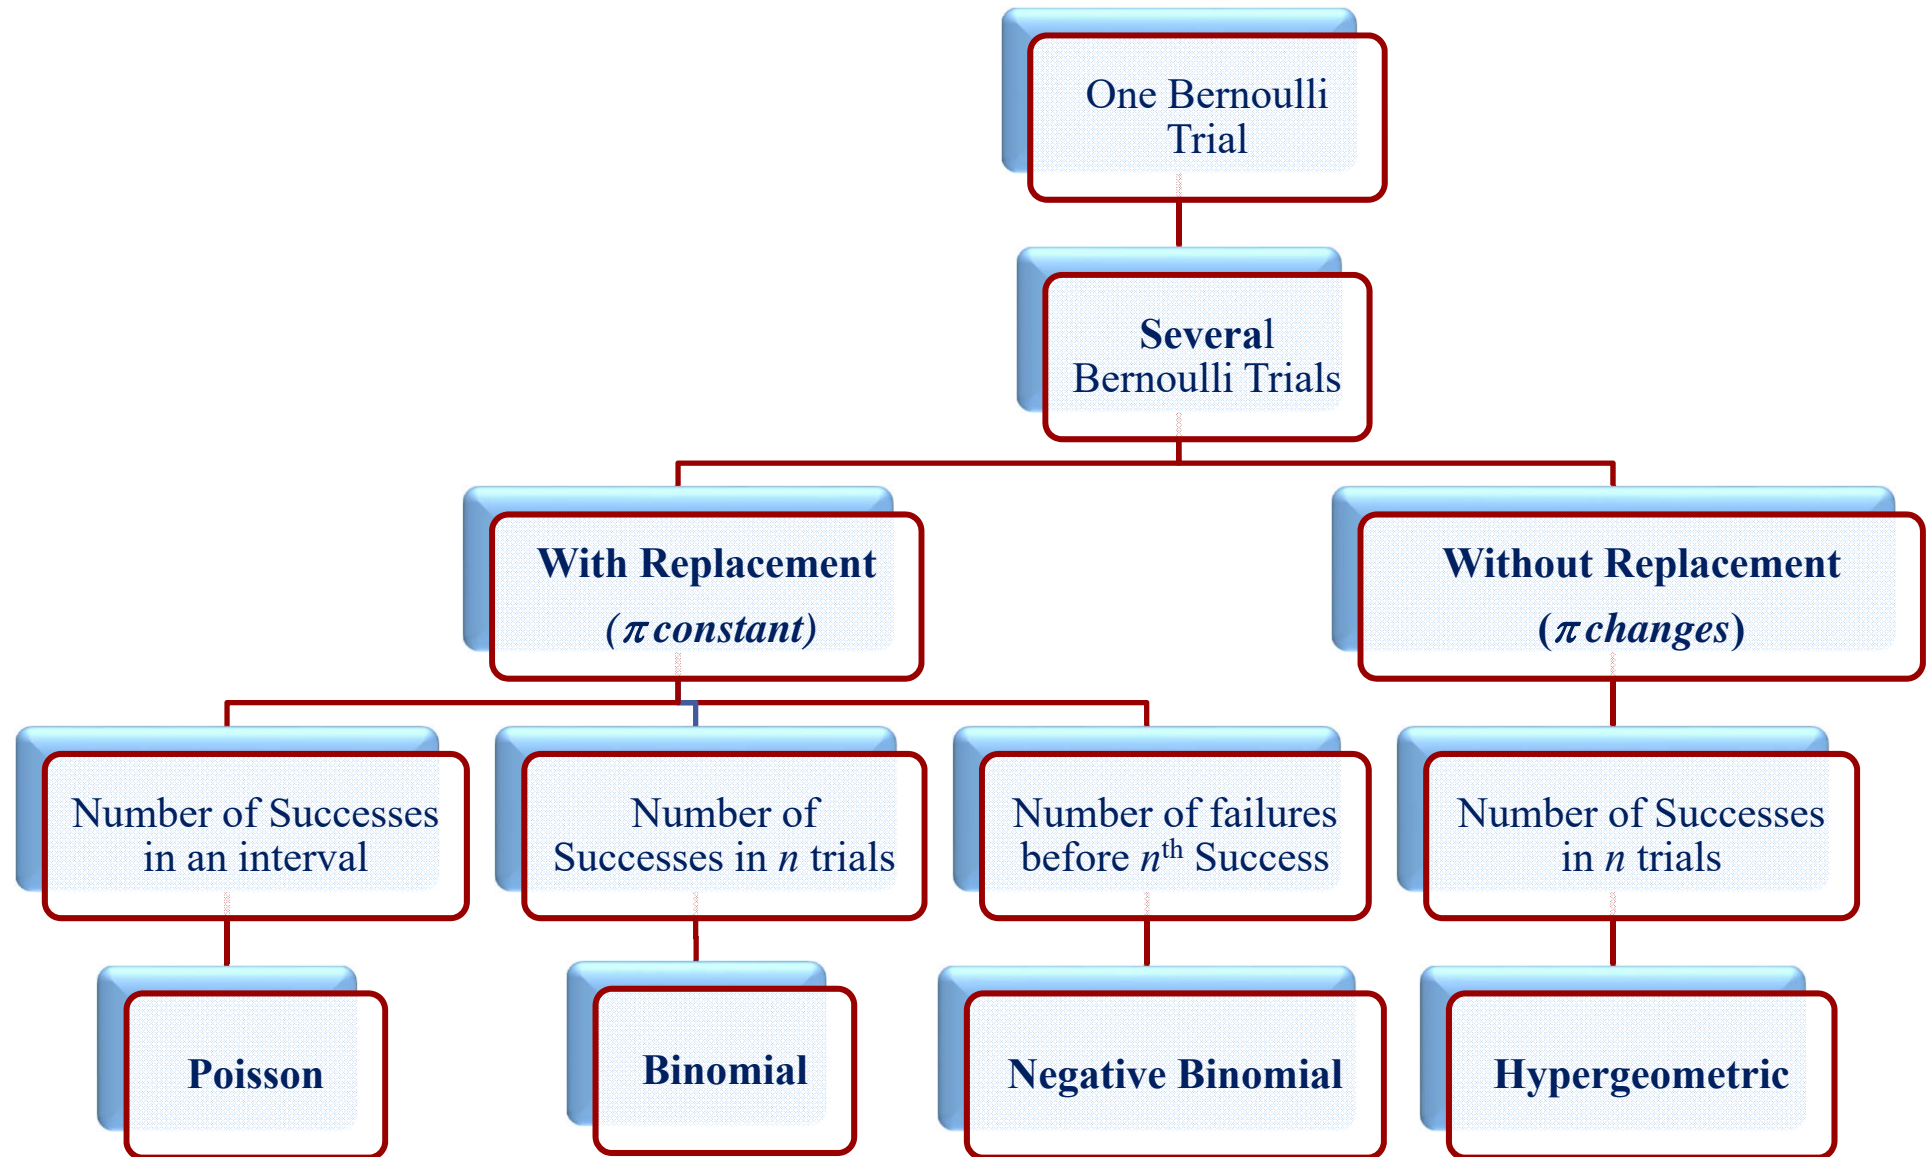 One Bernoulli
Trial
Several
Bernoulli Trials
With Replacement
(π constant)
Without Replacement
(π changes)
Number of Successes
in an interval
Number of
Successes in n trials
Number of failures
before nth Success
Number of Successes
in n trials
Poisson
Binomial
Negative Binomial
Hypergeometric